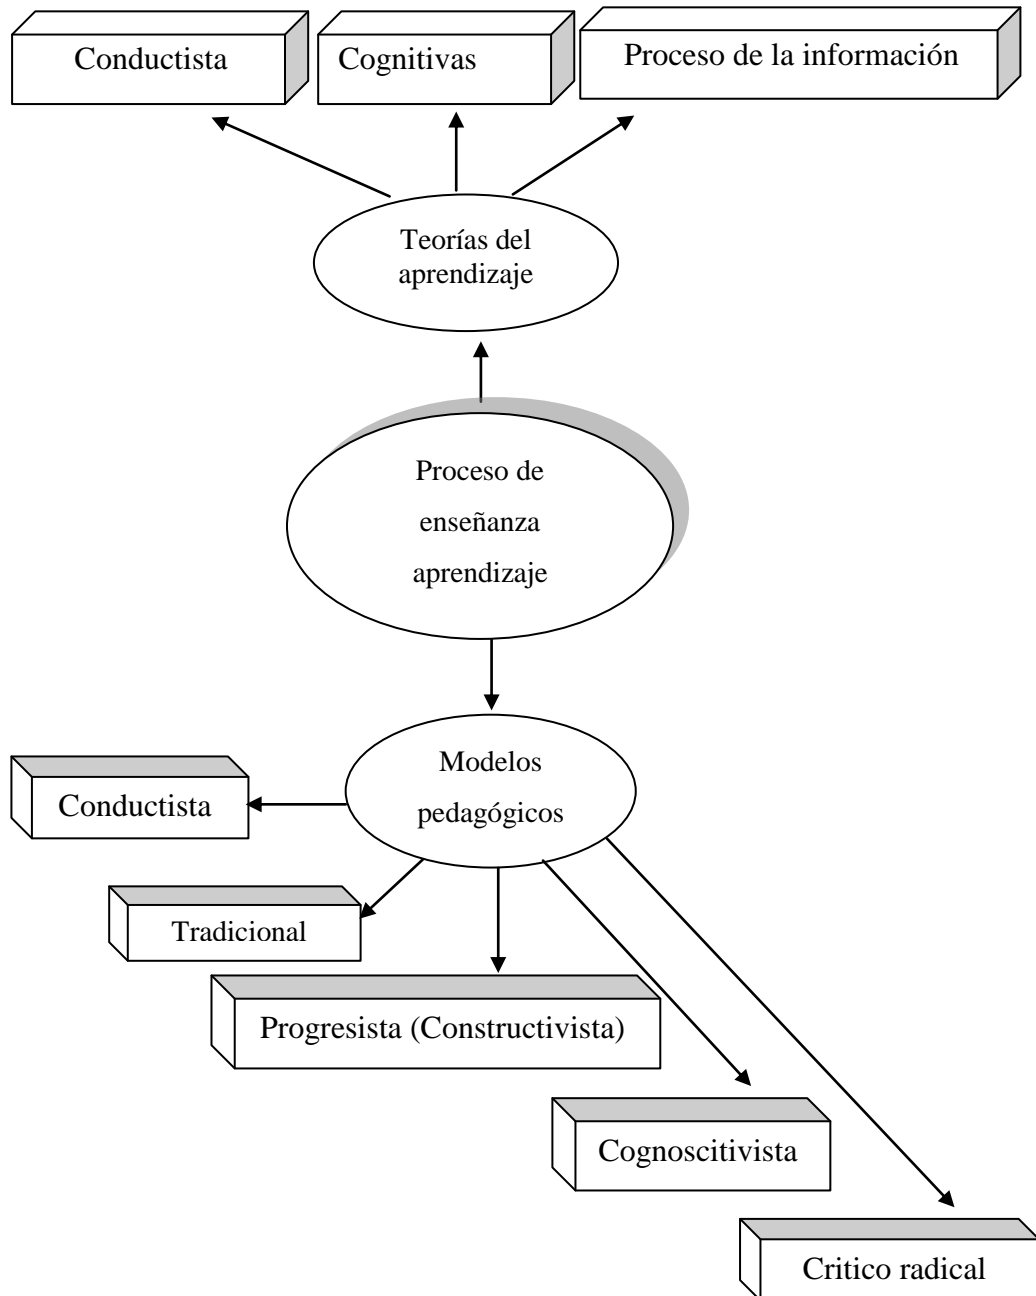 Conductista
Cognitivas
Proceso de la información
Teorías del
aprendizaje
Proceso de
enseñanza
aprendizaje
Modelos
pedagógicos
Conductista
Tradicional
Progresista (Constructivista)
Cognoscitivista
Critico radical